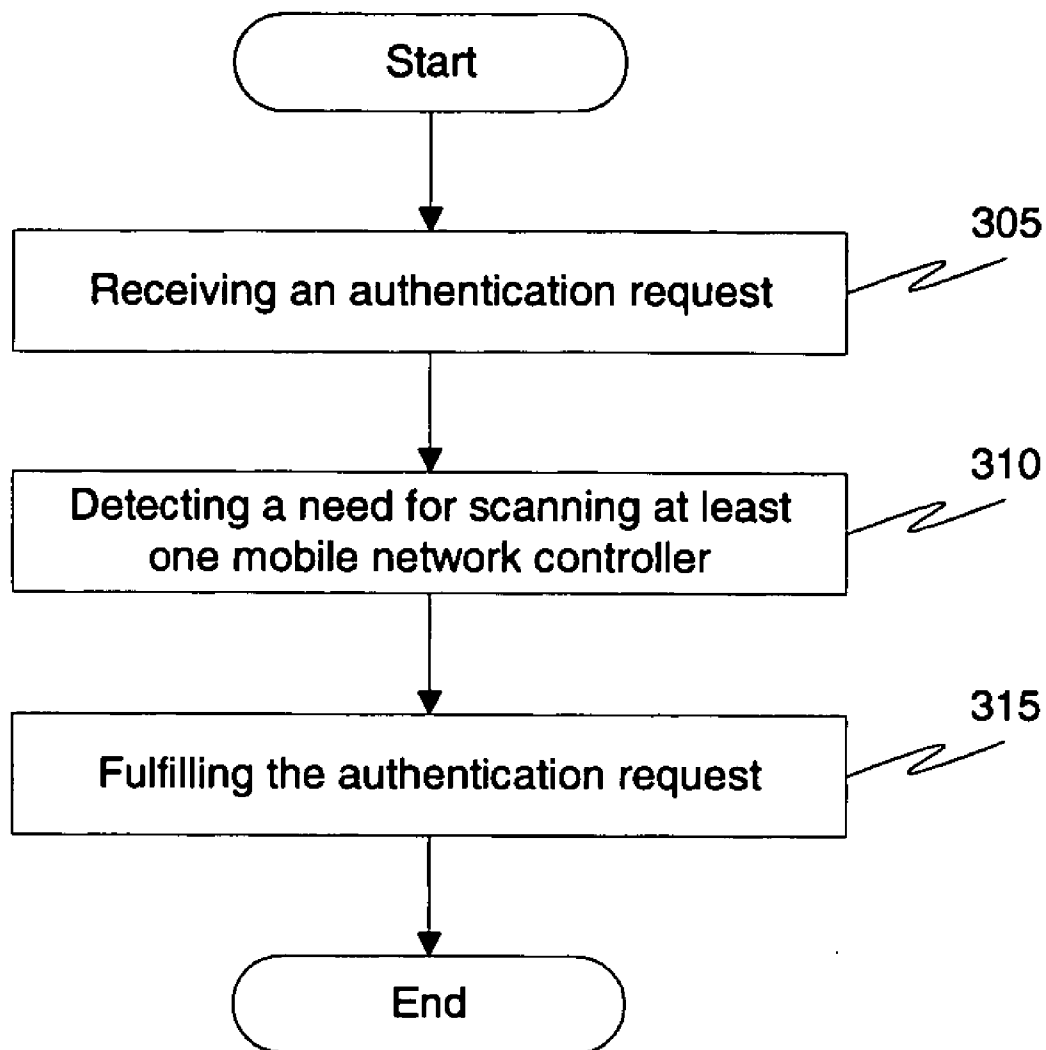 Start
305
Receiving an authentication request
310
Detecting a need for scanning at least
one mobile network controller
315
Fulfilling the authentication request
End